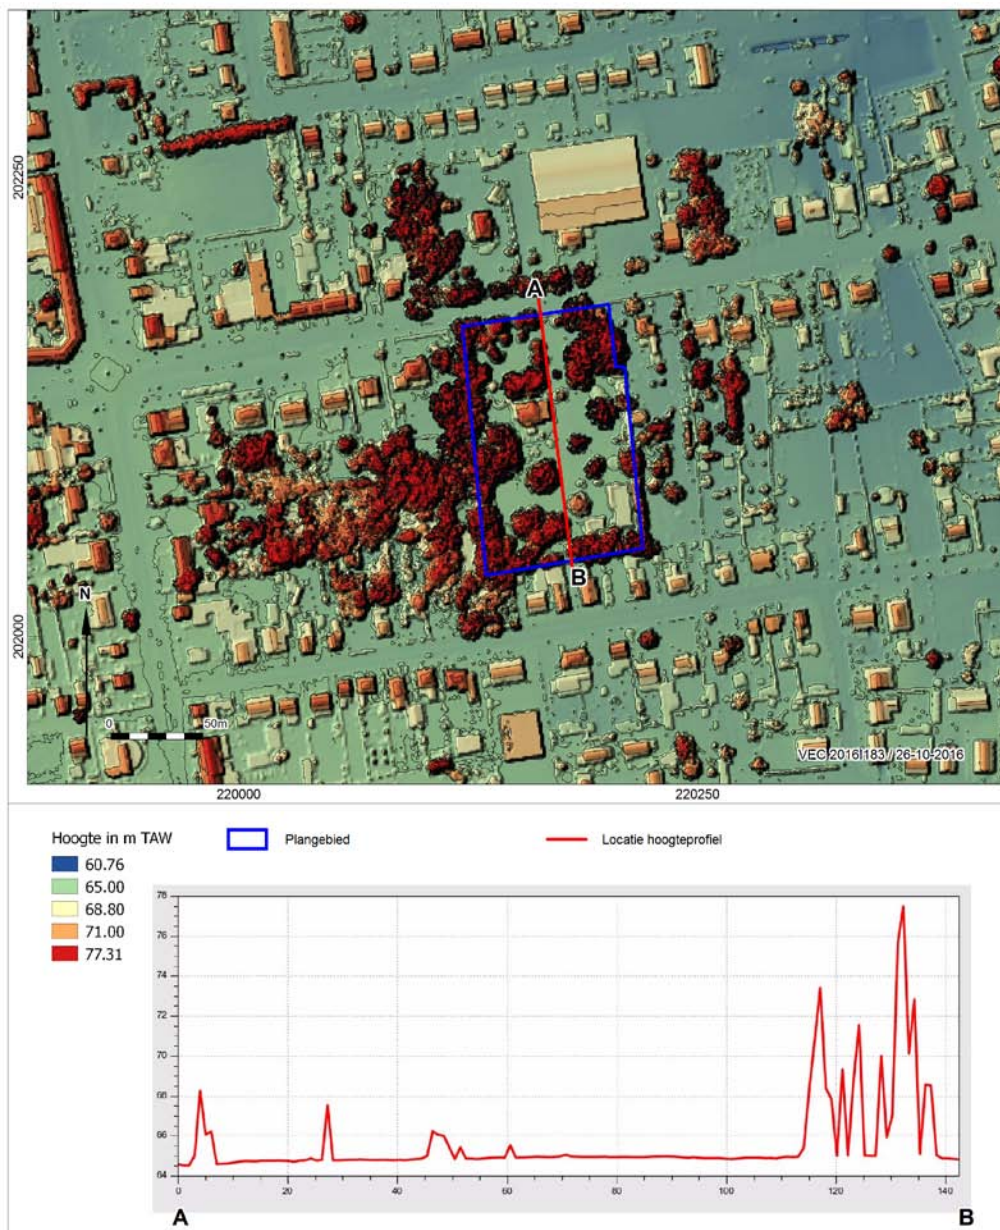 202250
A
B
202000
N
0 50m
VEC 2016I183 / 26-10-2016
220000 220250
Hoogte in m TAW
60.76
65.00
68.80
71.00
77.31
Plangebied
Locatie hoogteprofiel
78
76
74
72
70
68
66
64
0 20 40 60 80 100 120 140
A B